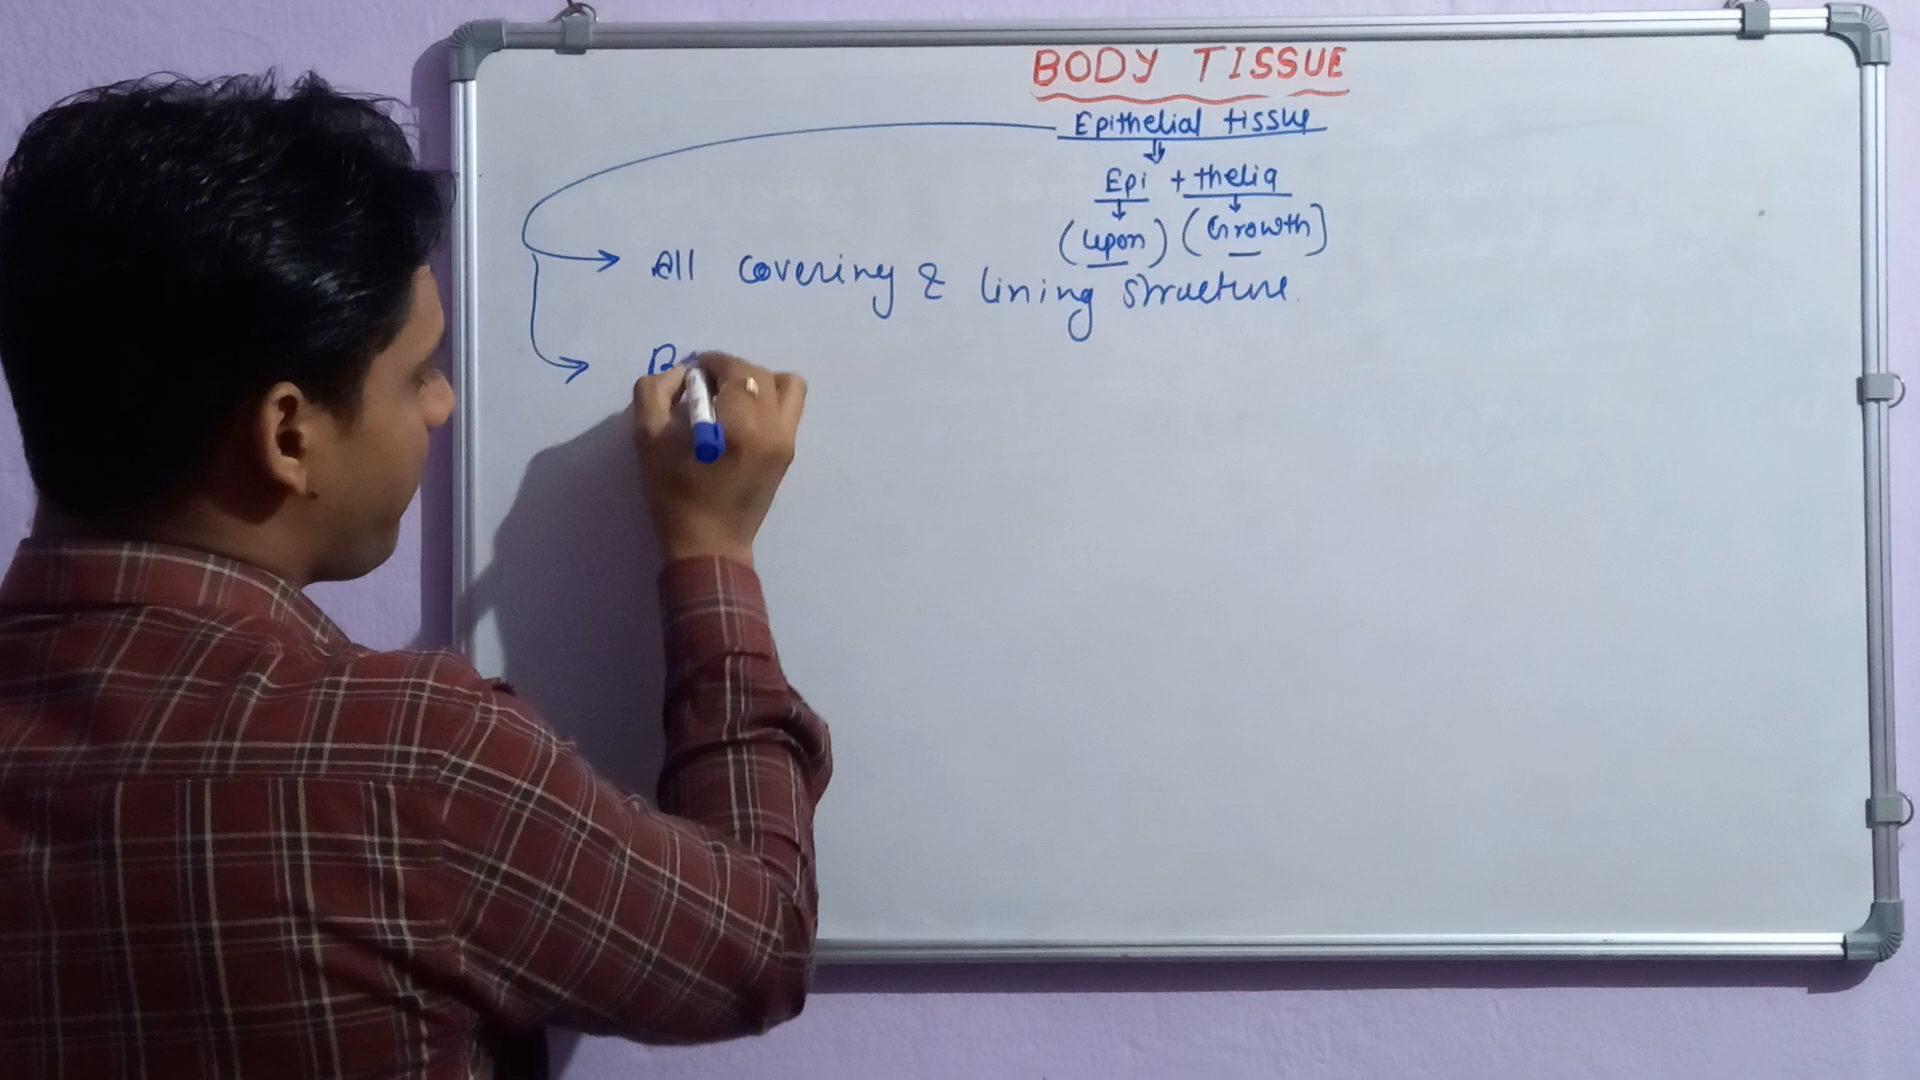 BODY TISSUE
Epithelial tissue
Epi + thelia
(upon) (Growth)
All covering & lining structure.